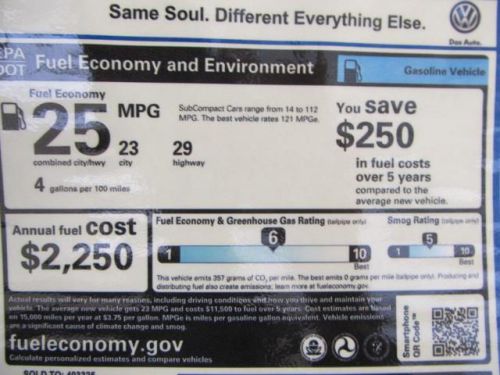 Same Soul. Different Everything Else.
Das Auto.
EPA
DOT
Fuel Economy and Environment
Gasoline Vehicle
Fuel Economy
25 MPG
23
city
29
highway
combined city/hwy
4 gallons per 100 miles
SubCompact Cars range from 14 to 112
MPG. The best vehicle rates 121 MPGe.
You save
$250
in fuel costs
over 5 years
compared to the
average new vehicle.
Annual fuel cost
$2,250
Fuel Economy & Greenhouse Gas Rating (tailpipe only)
6
1
10
Best
Smog Rating (tailpipe only)
5
1
10
Best
This vehicle emits 357 grams of CO2 per mile. The best emits 0 grams per mile (tailpipe only). Producing and
distributing fuel also create emissions; learn more at fueleconomy.gov.
Actual results will vary for many reasons, including driving conditions and how you drive and maintain your
vehicle. The average new vehicle gets 23 MPG and costs $11,500 to fuel over 5 years. Cost estimates are based
on 15,000 miles per year at $3.75 per gallon. MPGe is miles per gasoline gallon equivalent. Vehicle emissions
are a significant cause of climate change and smog.
fueleconomy.gov
Calculate personalized estimates and compare vehicles
Smartphone
QR Code™
SOLD TO: